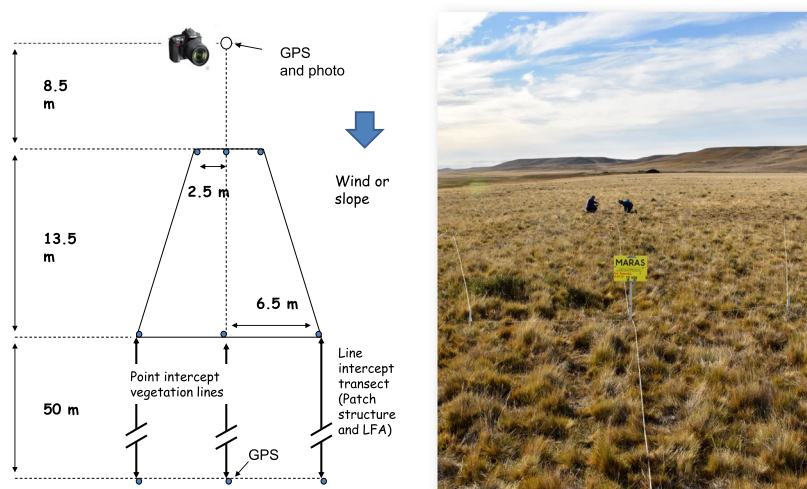 GPS
and photo
8.5
m
Wind or
slope
2.5 m
13.5
m
6.5 m
Point intercept
vegetation lines
Line
intercept
transect
(Patch
structure
and LFA)
50 m
GPS
MARAS